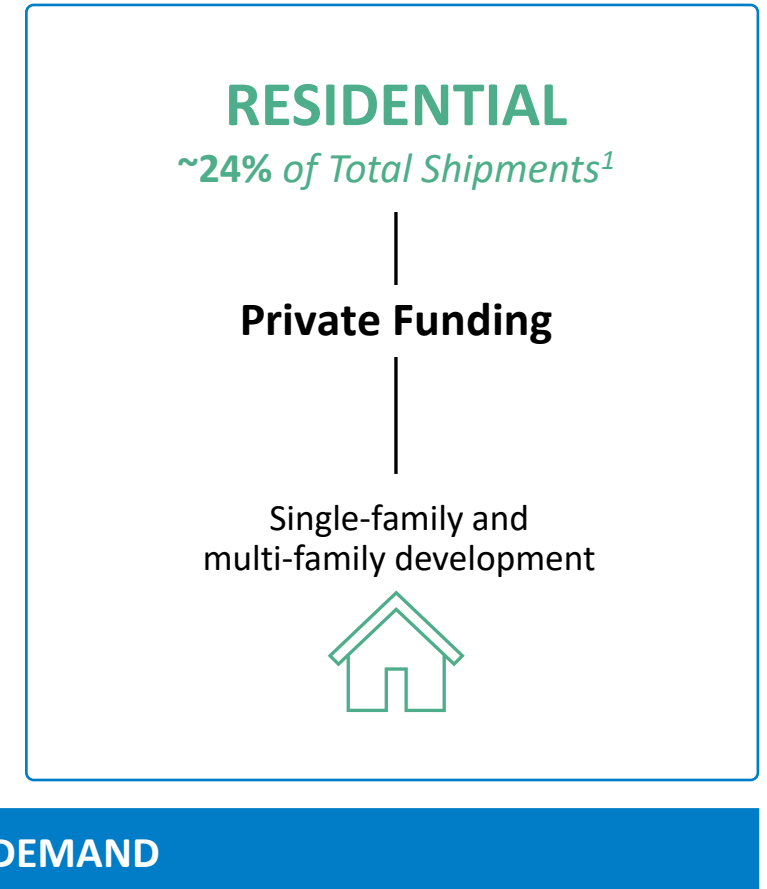 RESIDENTIAL
~24% of Total Shipments¹
Private Funding
Single-family and
multi-family development
DEMAND